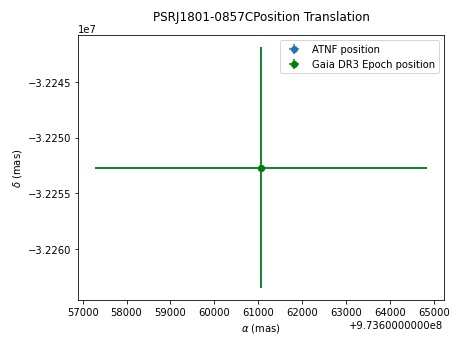 PSRJ1801-0857CPosition Translation
1e7
ATNF position
Gaia DR3 Epoch position
−3.2245
−3.2250
−3.2255
−3.2260
δ (mas)
57000 58000 59000 60000 61000 62000 63000 64000 65000
α (mas)
+9.7360000000e8